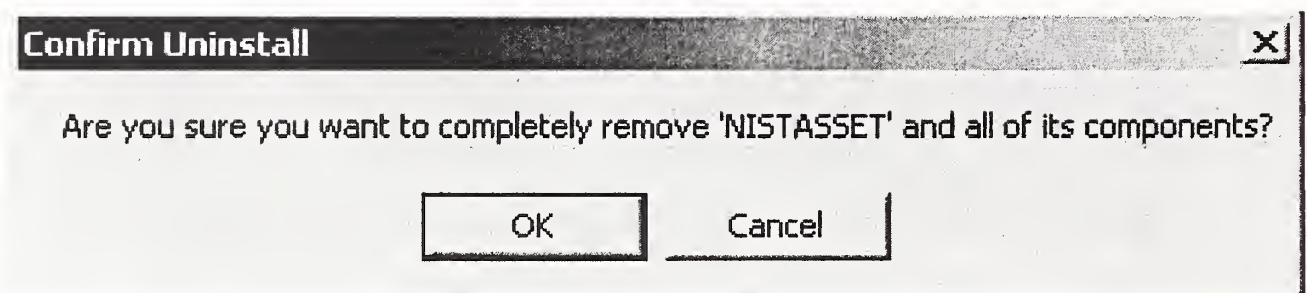 Confirm Uninstall
Are you sure you want to completely remove 'NISTASSET' and all of its components?
OK
Cancel